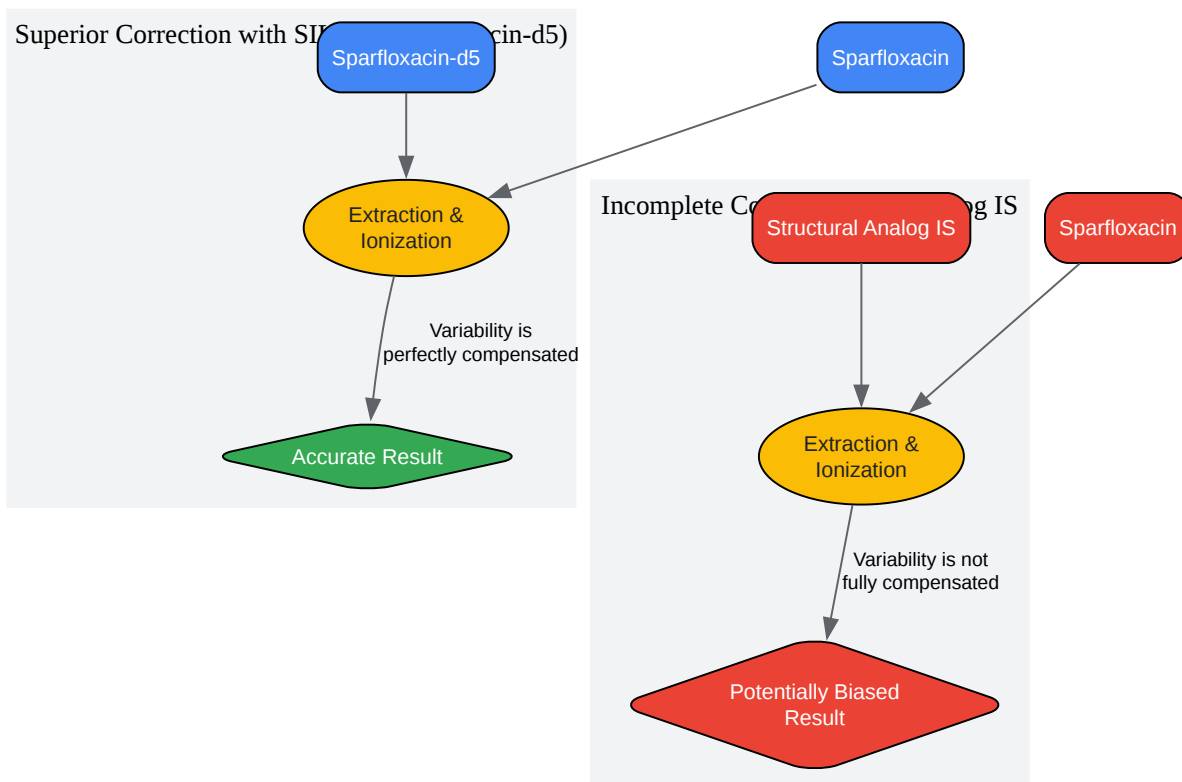 Superior Correction with SI cin-d5)
Sparfloxacin-d5
Sparfloxacin
Extraction &
Ionization
Variability is
perfectly compensated
Accurate Result
Incomplete Co og IS
Structural Analog IS
Sparfloxacin
Extraction &
Ionization
Variability is not
fully compensated
Potentially Biased
Result